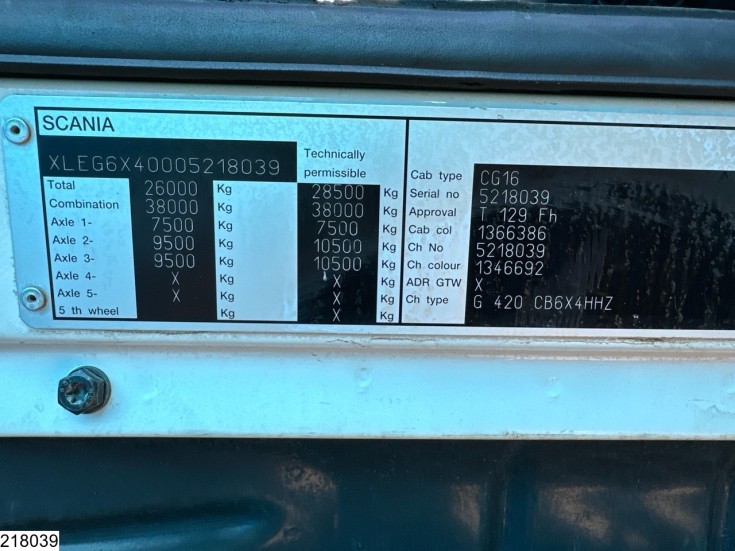 SCANIA
XLEG6X40005218039 Technically permissible
Total 26000 Kg 28500 Kg
Combination 38000 Kg 38000 Kg
Axle 1- 7500 Kg 7500 Kg
Axle 2- 9500 Kg 10500 Kg
Axle 3- 9500 Kg 10500 Kg
Axle 4- X Kg X Kg
Axle 5- X Kg X Kg
5 th wheel Kg X Kg
Cab type CG16
Serial no 5218039
Approval T 129 Fh
Cab col 1366386
Ch No 5218039
Ch colour 1346692
ADR GTW X
Ch type G 420 CB6X4HHZ
218039